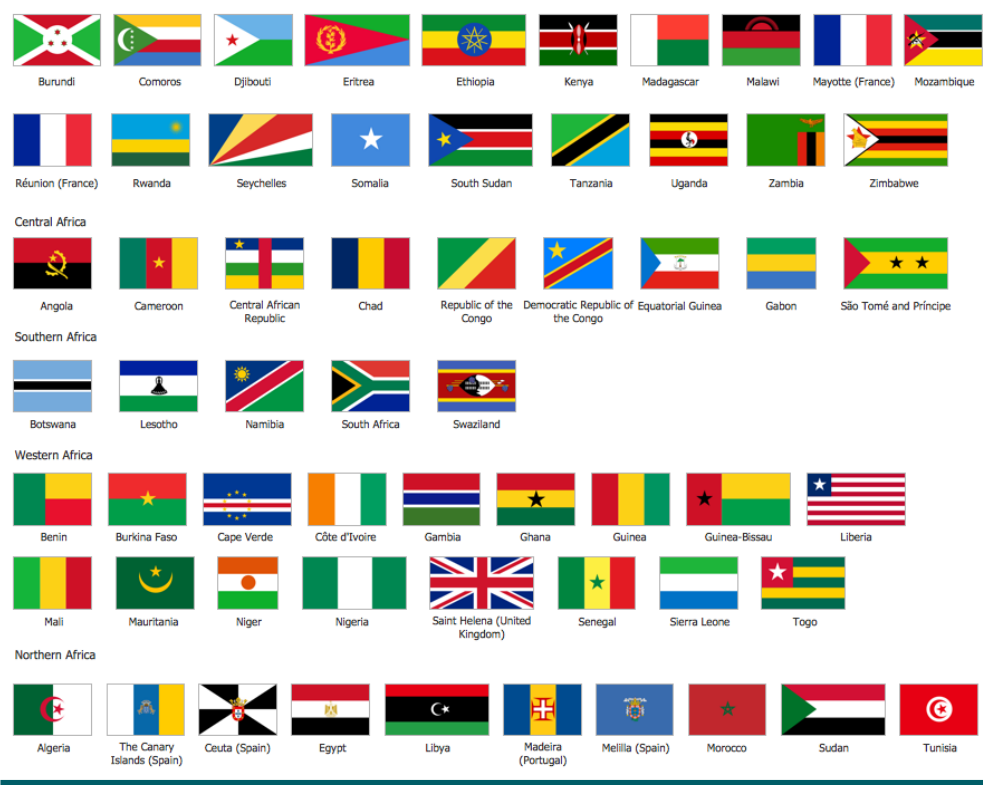 Burundi Comoros Djibouti Eritrea Ethiopia Kenya Madagascar Malawi Mayotte (France) Mozambique
Réunion (France) Rwanda Seychelles Somalia South Sudan Tanzania Uganda Zambia Zimbabwe
Central Africa
Angola Cameroon Central African Republic Chad Republic of the Congo Democratic Republic of the Congo Equatorial Guinea Gabon São Tomé and Príncipe
Southern Africa
Botswana Lesotho Namibia South Africa Swaziland
Western Africa
Benin Burkina Faso Cape Verde Côte d'Ivoire Gambia Ghana Guinea Guinea-Bissau Liberia
Mali Mauritania Niger Nigeria Saint Helena (United Kingdom) Senegal Sierra Leone Togo
Northern Africa
Algeria The Canary Islands (Spain) Ceuta (Spain) Egypt Libya Madeira (Portugal) Melilla (Spain) Morocco Sudan Tunisia